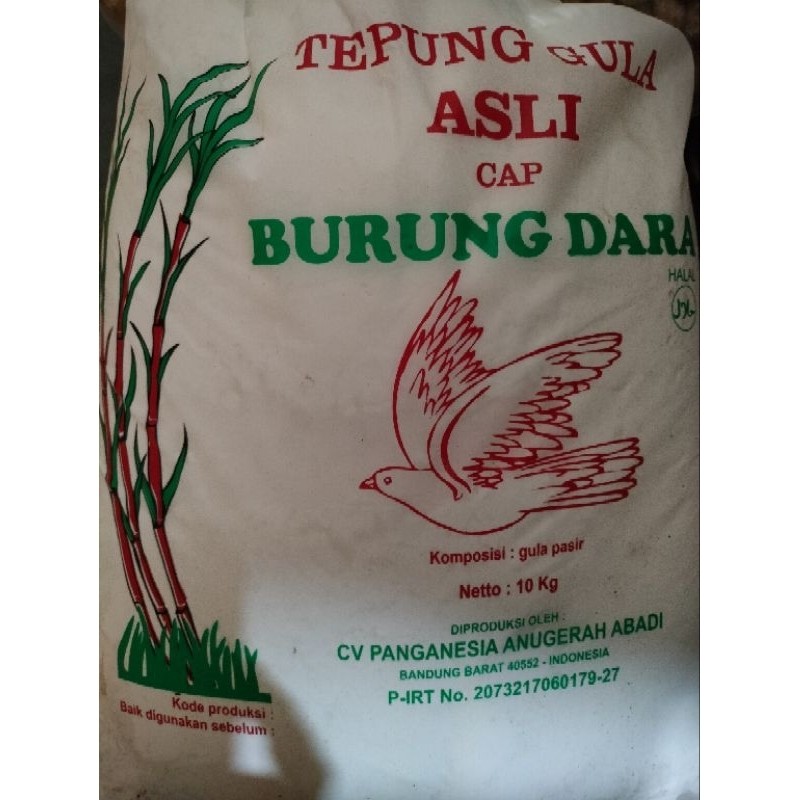 TEPUNG GULA
ASLI
CAP
BURUNG DARA
HALAL
Komposisi : gula pasir
Netto : 10 Kg
DIPRODUKSI OLEH :
CV PANGANESIA ANUGERAH ABADI
BANDUNG BARAT 40552 - INDONESIA
P-IRT No. 2073217060179-27
Kode produksi :
Baik digunakan sebelum :